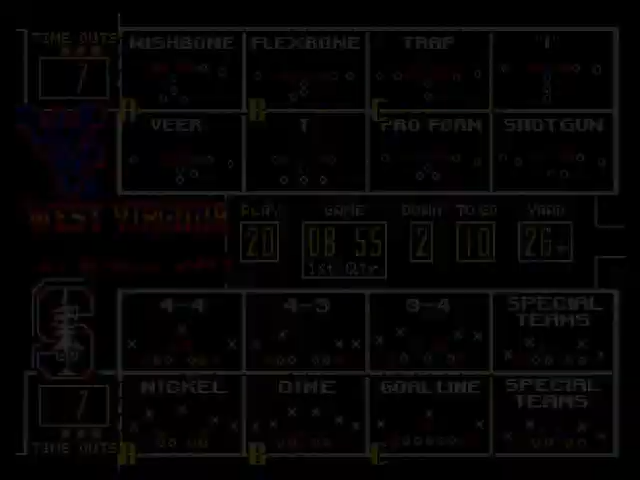 TIME OUTS
7
WISHBONE FLEXBONE TRAP "I"
A B C
VEER T PRO FORM SHOTGUN
WEST VIRGINIA
PLAY GAME DOWN TO GO YARD
20 08 55 2 10 26
1st Qtr
4-4 4-3 3-4 SPECIAL TEAMS
NICKEL DIME GOAL LINE SPECIAL TEAMS
7
TIME OUTS
A B C